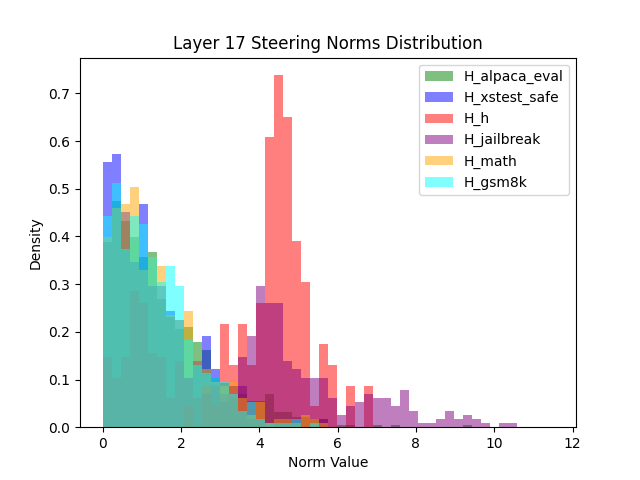 Layer 17 Steering Norms Distribution
H_alpaca_eval
H_xstest_safe
H_h
H_jailbreak
H_math
H_gsm8k
Density
0.7
0.6
0.5
0.4
0.3
0.2
0.1
0.0
0 2 4 6 8 10 12
Norm Value